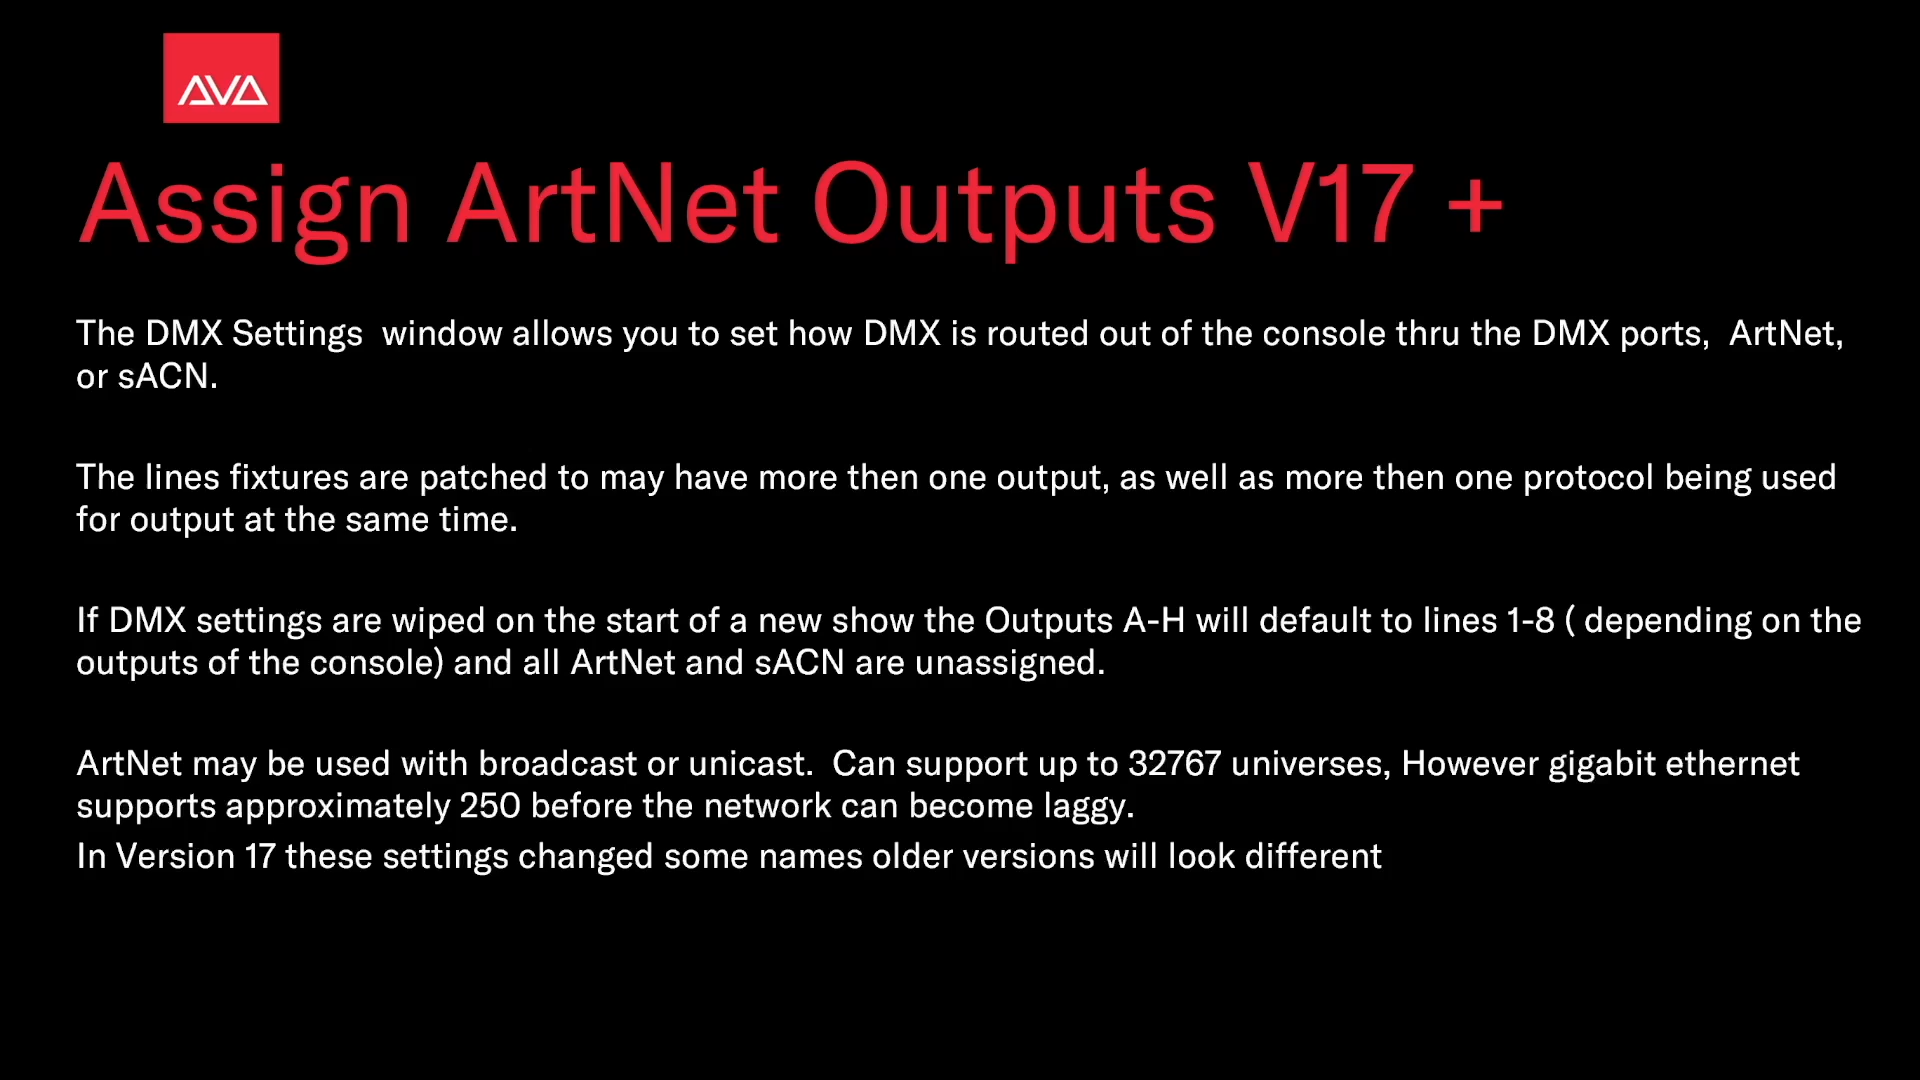 AVA
Assign ArtNet Outputs V17 +
The DMX Settings  window allows you to set how DMX is routed out of the console thru the DMX ports,  ArtNet,
or sACN.
The lines fixtures are patched to may have more then one output, as well as more then one protocol being used
for output at the same time.
If DMX settings are wiped on the start of a new show the Outputs A-H will default to lines 1-8 ( depending on the
outputs of the console) and all ArtNet and sACN are unassigned.
ArtNet may be used with broadcast or unicast.  Can support up to 32767 universes, However gigabit ethernet
supports approximately 250 before the network can become laggy.
In Version 17 these settings changed some names older versions will look different